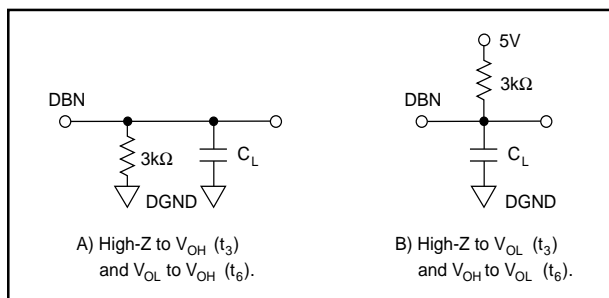 DBN
3kΩ
C_L
DGND
A) High-Z to V_OH (t_3)
and V_OL to V_OH (t_6).
5V
3kΩ
DBN
C_L
DGND
B) High-Z to V_OL (t_3)
and V_OH to V_OL (t_6).